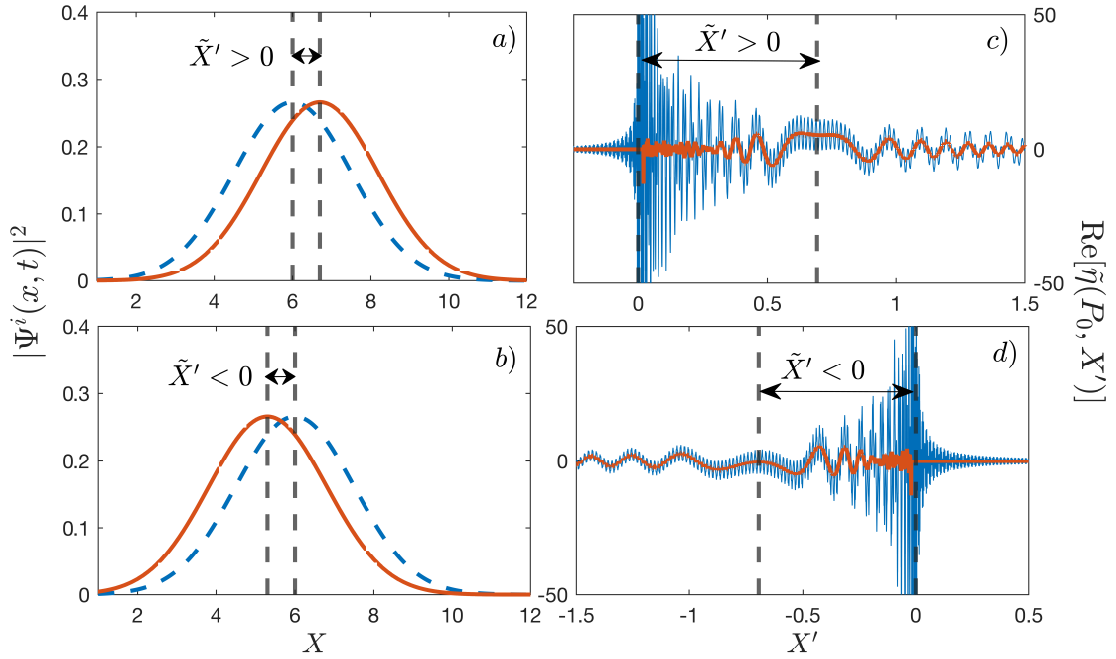 |Ψ^i(x, t)|^2
a)
X̃′ > 0
0.4
0.3
0.2
0.1
0
2 4 6 8 10 12
b)
X̃′ < 0
0.4
0.3
0.2
0.1
0
2 4 6 8 10 12
X
c)
X̃′ > 0
50
0
-50
0 0.5 1 1.5
d)
X̃′ < 0
50
0
-50
-1.5 -1 -0.5 0 0.5
X′
Re[η̃(P_0, X′)]